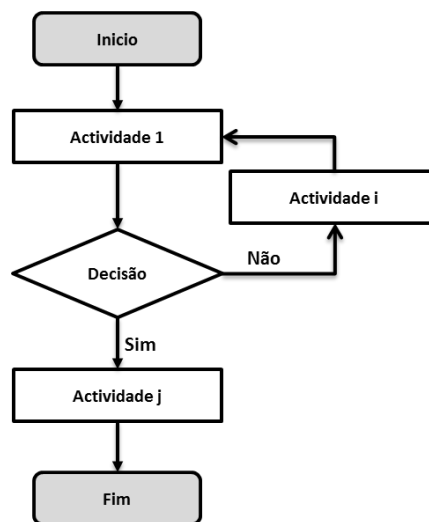 Inicio
Actividade 1
Actividade i
Decisão
Não
Sim
Actividade j
Fim